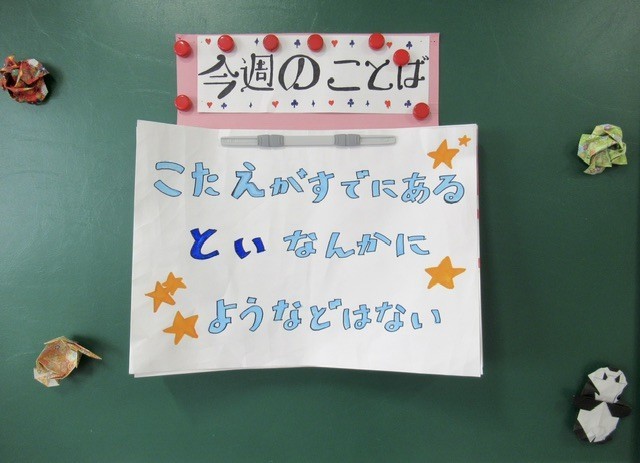 今週のことば
こたえがすでにある
といなんかに
ようなどはない